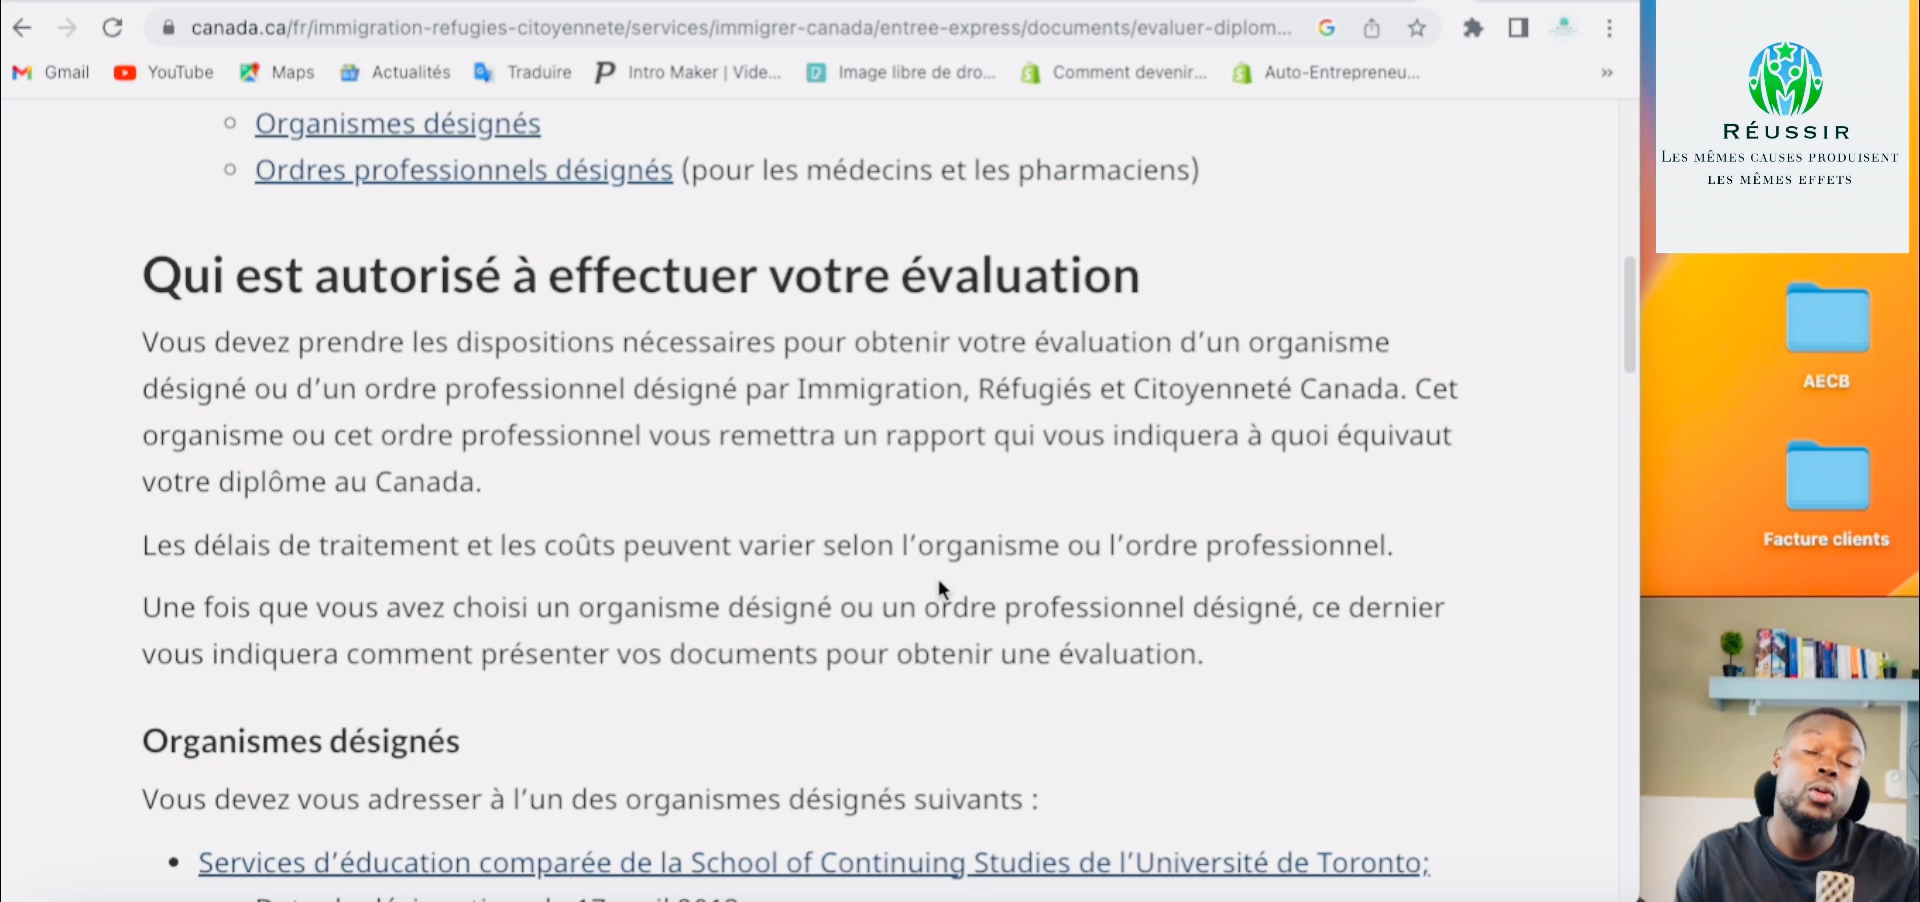 canada.ca/fr/immigration-refugies-citoyennete/services/immigrer-canada/entree-express/documents/evaluer-diplom...
Gmail YouTube Maps Actualités Traduire Intro Maker | Vide... Image libre de dro... Comment devenir... Auto-Entrepreneu... »
Organismes désignés
Ordres professionnels désignés (pour les médecins et les pharmaciens)
Qui est autorisé à effectuer votre évaluation
Vous devez prendre les dispositions nécessaires pour obtenir votre évaluation d’un organisme
désigné ou d’un ordre professionnel désigné par Immigration, Réfugiés et Citoyenneté Canada. Cet
organisme ou cet ordre professionnel vous remettra un rapport qui vous indiquera à quoi équivaut
votre diplôme au Canada.
Les délais de traitement et les coûts peuvent varier selon l’organisme ou l’ordre professionnel.
Une fois que vous avez choisi un organisme désigné ou un ordre professionnel désigné, ce dernier
vous indiquera comment présenter vos documents pour obtenir une évaluation.
Organismes désignés
Vous devez vous adresser à l’un des organismes désignés suivants :
Services d’éducation comparée de la School of Continuing Studies de l’Université de Toronto;
RÉUSSIR
LES MÊMES CAUSES PRODUISENT
LES MÊMES EFFETS
AECB
Facture clients